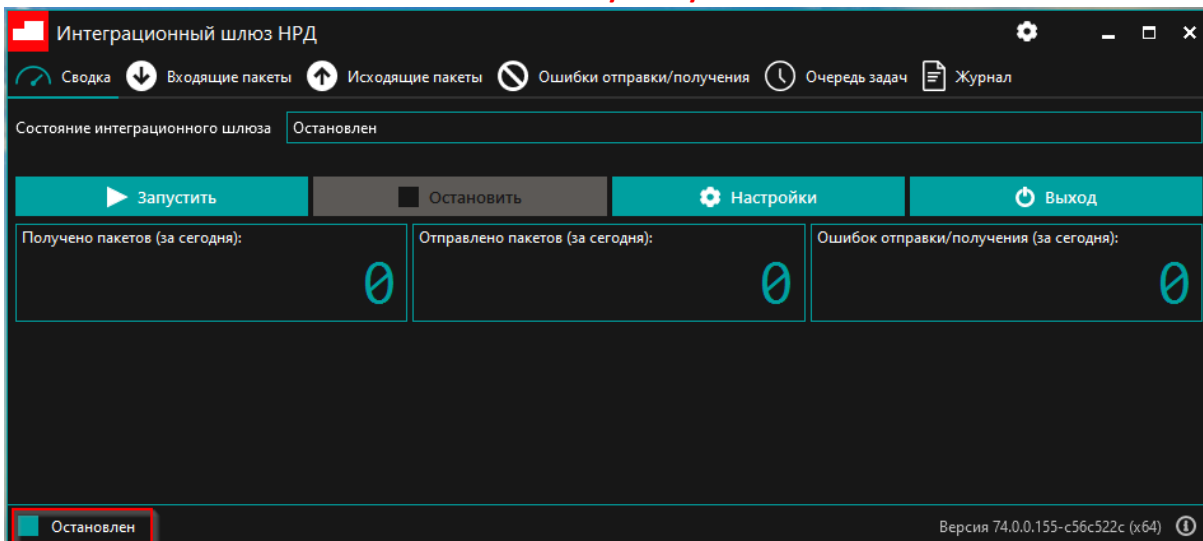 Интеграционный шлюз НРД
Сводка Входящие пакеты Исходящие пакеты Ошибки отправки/получения Очередь задач Журнал
Состояние интеграционного шлюза Остановлен
Запустить Остановить Настройки Выход
Получено пакетов (за сегодня): Отправлено пакетов (за сегодня): Ошибок отправки/получения (за сегодня):
0 0 0
Остановлен Версия 74.0.0.155-c56c522c (x64)